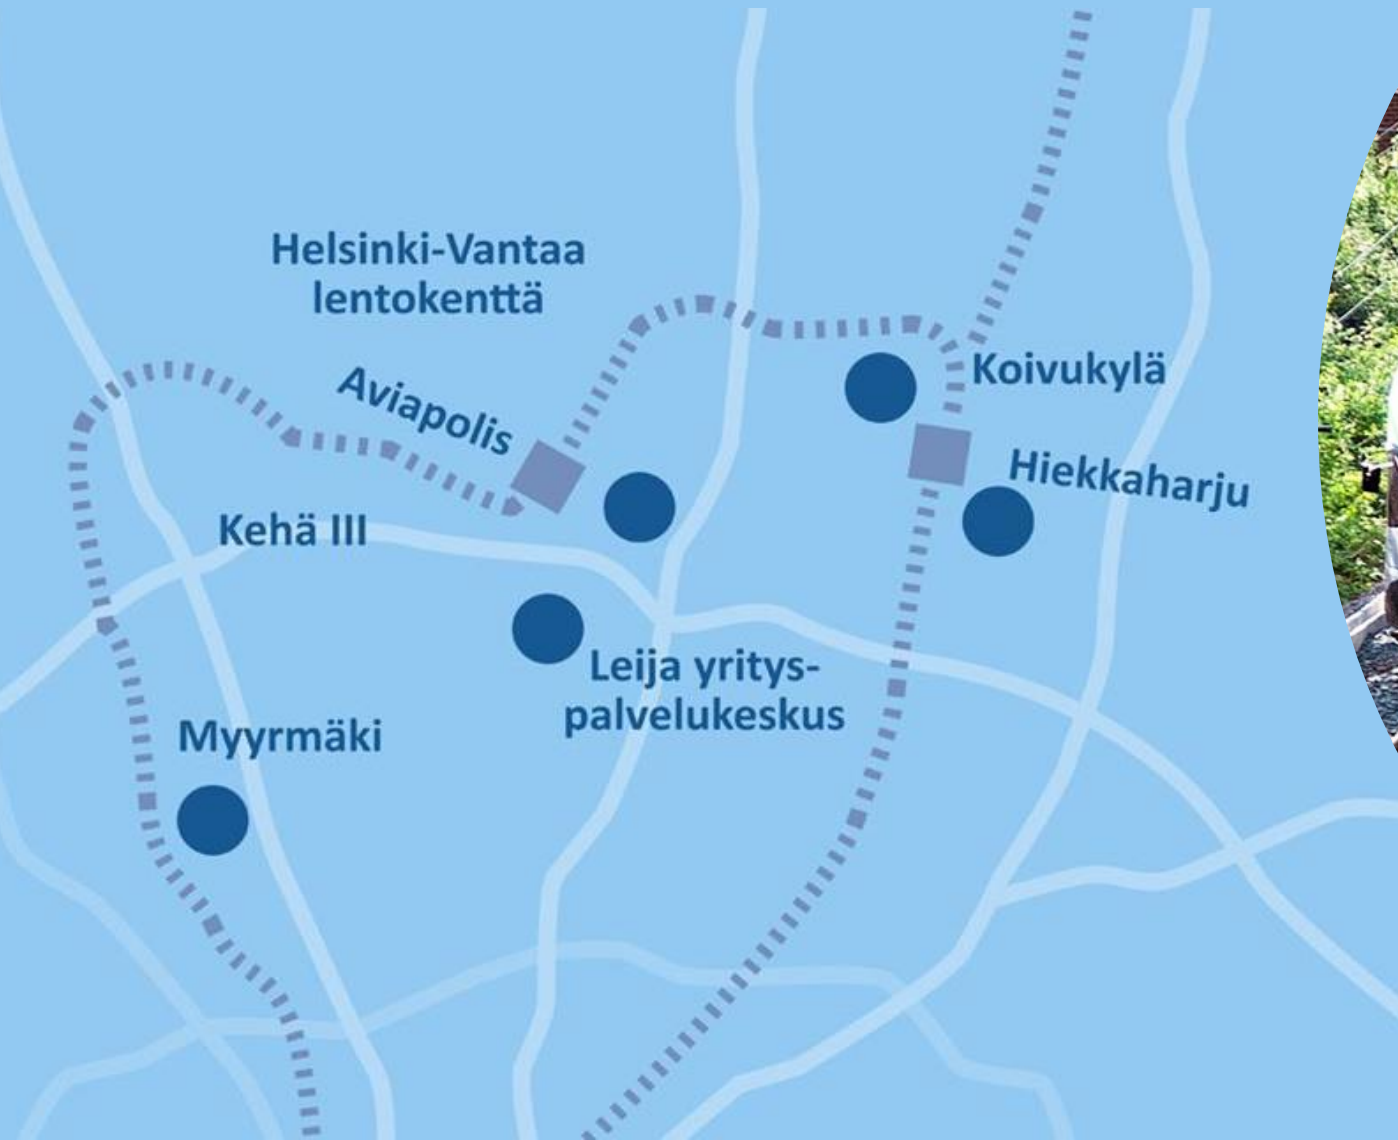 Helsinki-Vantaa
lentokenttä
Aviapolis
Koivukylä
Hiekkaharju
Kehä III
Leija yritys-
palvelukeskus
Myyrmäki